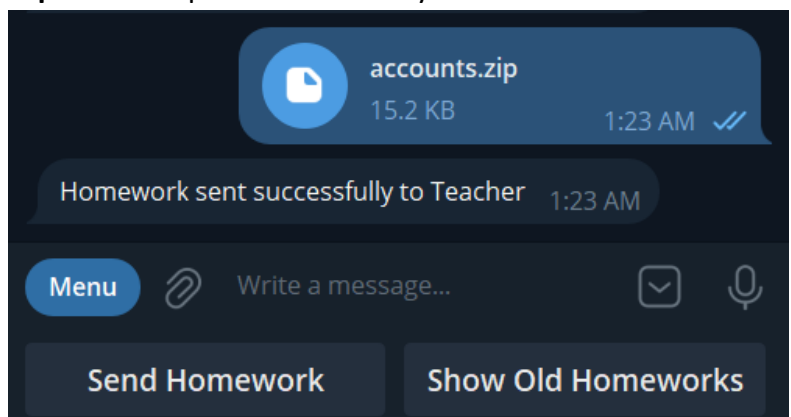 accounts.zip
15.2 KB
1:23 AM
Homework sent successfully to Teacher 1:23 AM
Menu
Write a message...
Send Homework
Show Old Homeworks